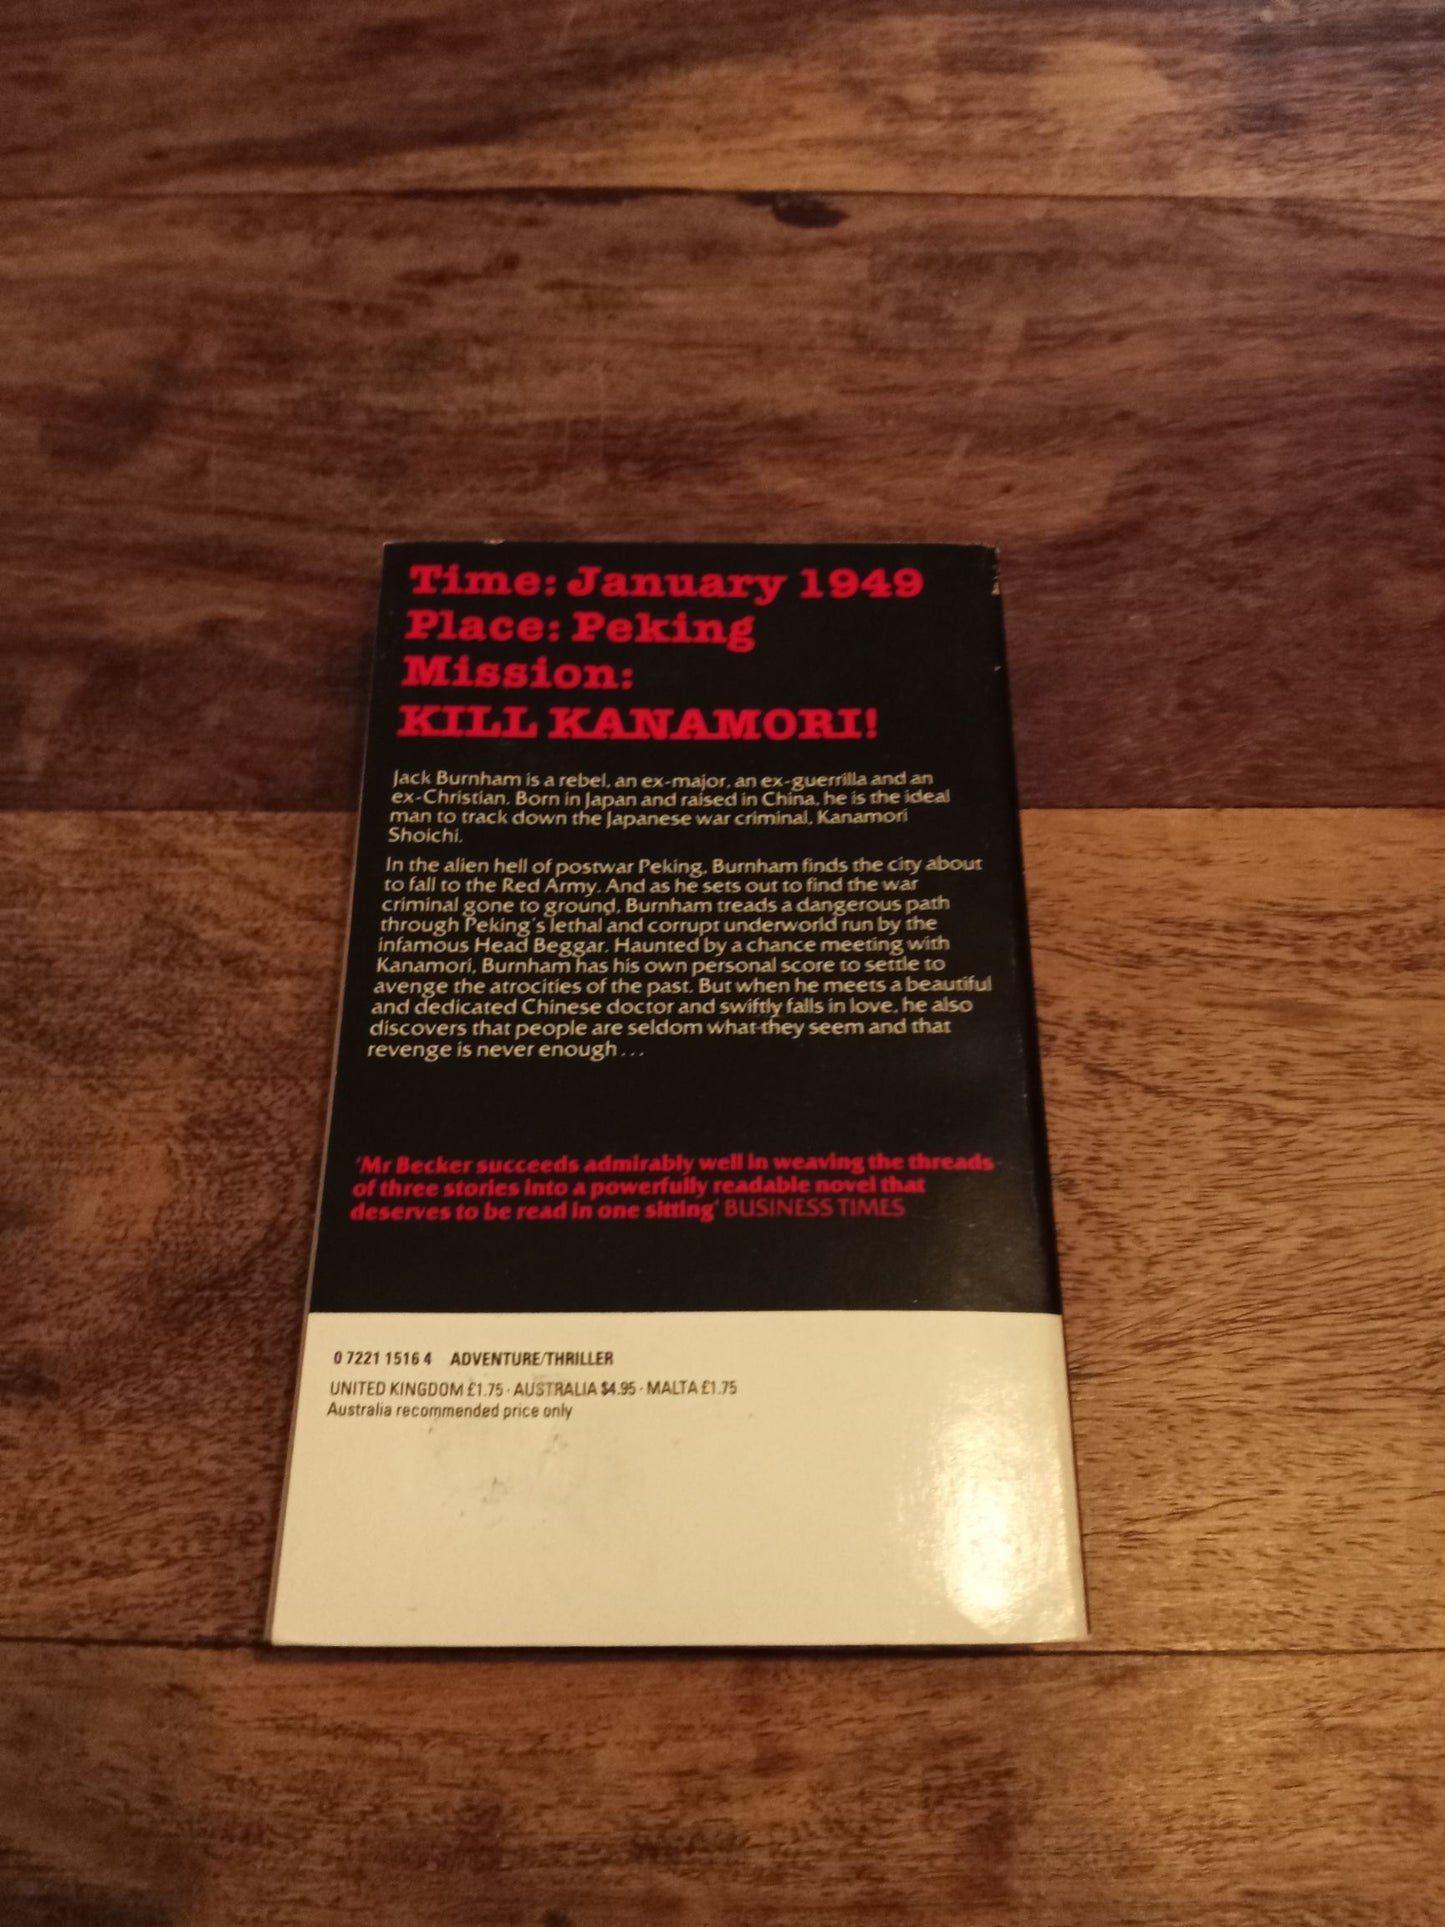 Time: January 1949
Place: Peking
Mission:
KILL KANAMORI!
Jack Burnham is a rebel, an ex-major, an ex-guerrilla and an
ex-Christian. Born in Japan and raised in China, he is the ideal
man to track down the Japanese war criminal, Kanamori
Shoichi.
In the alien hell of postwar Peking, Burnham finds the city about
to fall to the Red Army. And as he sets out to find the war
criminal gone to ground, Burnham treads a dangerous path
through Peking's lethal and corrupt underworld run by the
infamous Head Beggar. Haunted by a chance meeting with
Kanamori, Burnham has his own personal score to settle to
avenge the atrocities of the past. But when he meets a beautiful
and dedicated Chinese doctor and swiftly falls in love, he also
discovers that people are seldom what they seem and that
revenge is never enough...
'Mr Becker succeeds admirably well in weaving the threads
of three stories into a powerfully readable novel that
deserves to be read in one sitting' BUSINESS TIMES
0 7221 1516 4 ADVENTURE/THRILLER
UNITED KINGDOM £1.75 · AUSTRALIA $4.95 · MALTA £1.75
Australia recommended price only